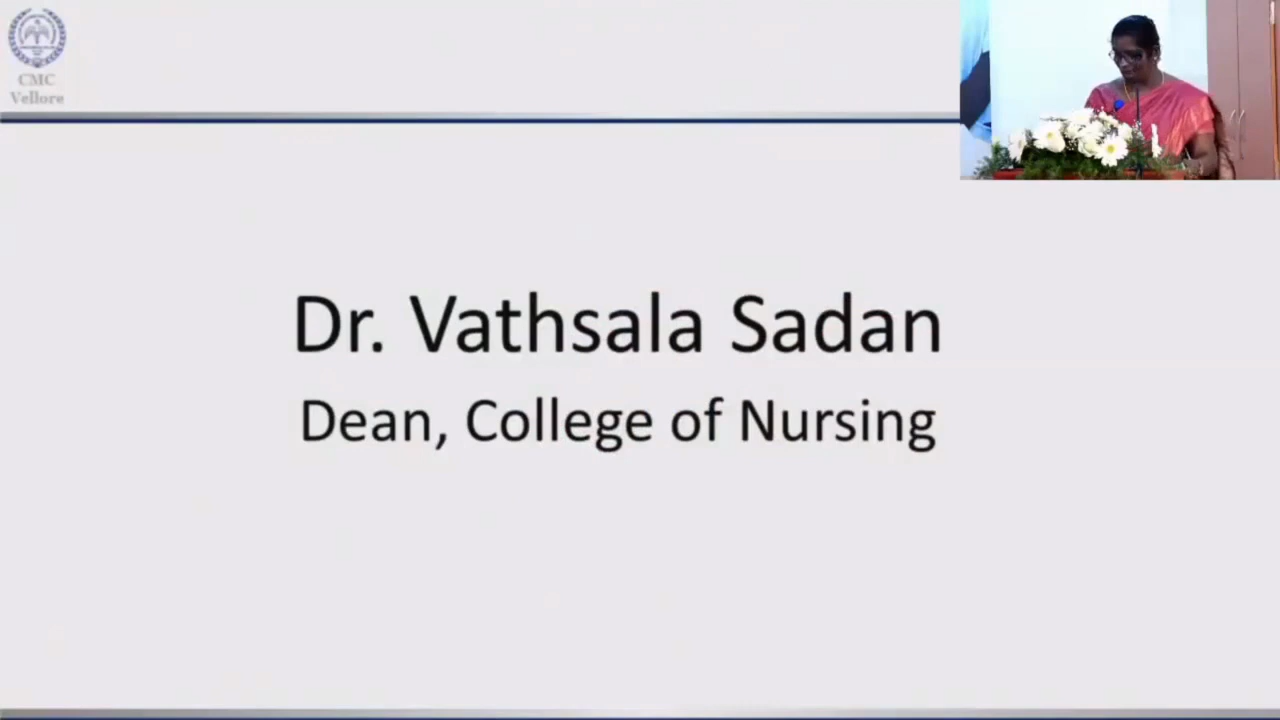 CMC
Vellore
Dr. Vathsala Sadan
Dean, College of Nursing